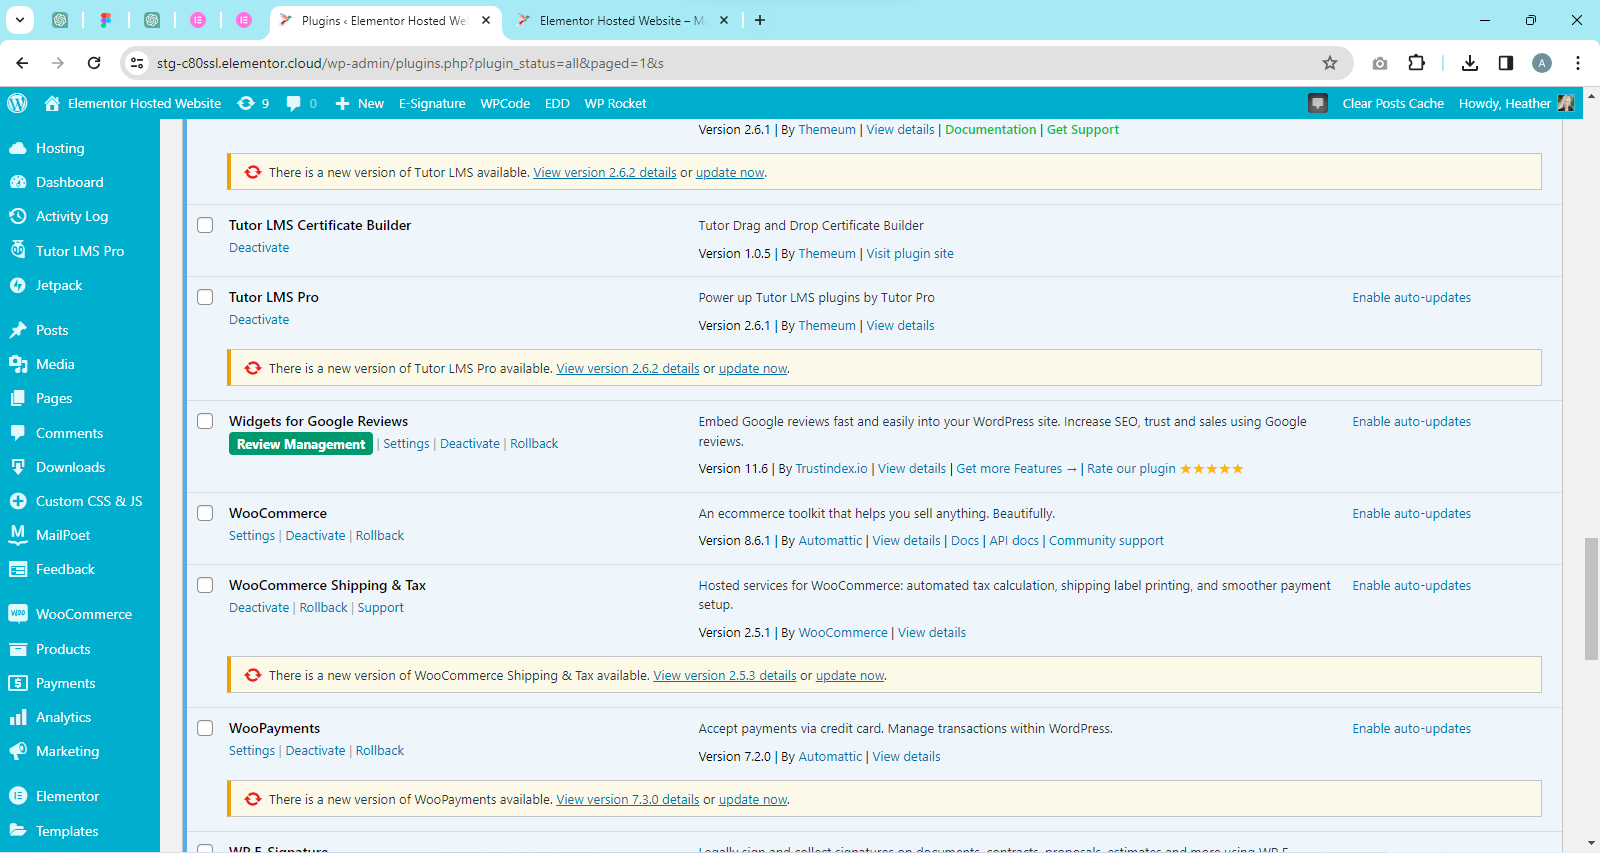 Plugins ‹ Elementor Hosted We
Elementor Hosted Website – M
stg-c80ssl.elementor.cloud/wp-admin/plugins.php?plugin_status=all&paged=1&s
A
Elementor Hosted Website 9 0 New E-Signature WPCode EDD WP Rocket Clear Posts Cache Howdy, Heather
Hosting
Dashboard
Activity Log
Tutor LMS Pro
Jetpack
Posts
Media
Pages
Comments
Downloads
Custom CSS & JS
MailPoet
Feedback
WooCommerce
Products
Payments
Analytics
Marketing
Elementor
Templates
Version 2.6.1 | By Themeum | View details | Documentation | Get Support
There is a new version of Tutor LMS available. View version 2.6.2 details or update now.
Tutor LMS Certificate Builder
Deactivate
Tutor Drag and Drop Certificate Builder
Version 1.0.5 | By Themeum | Visit plugin site
Tutor LMS Pro
Deactivate
Power up Tutor LMS plugins by Tutor Pro
Version 2.6.1 | By Themeum | View details
Enable auto-updates
There is a new version of Tutor LMS Pro available. View version 2.6.2 details or update now.
Widgets for Google Reviews
Review Management | Settings | Deactivate | Rollback
Embed Google reviews fast and easily into your WordPress site. Increase SEO, trust and sales using Google
reviews.
Version 11.6 | By Trustindex.io | View details | Get more Features → | Rate our plugin ★★★★★
Enable auto-updates
WooCommerce
Settings | Deactivate | Rollback
An ecommerce toolkit that helps you sell anything. Beautifully.
Version 8.6.1 | By Automattic | View details | Docs | API docs | Community support
Enable auto-updates
WooCommerce Shipping & Tax
Deactivate | Rollback | Support
Hosted services for WooCommerce: automated tax calculation, shipping label printing, and smoother payment
setup.
Version 2.5.1 | By WooCommerce | View details
Enable auto-updates
There is a new version of WooCommerce Shipping & Tax available. View version 2.5.3 details or update now.
WooPayments
Settings | Deactivate | Rollback
Accept payments via credit card. Manage transactions within WordPress.
Version 7.2.0 | By Automattic | View details
Enable auto-updates
There is a new version of WooPayments available. View version 7.3.0 details or update now.
WP E-Signature
Legally sign and collect signatures on documents, contracts, proposals, estimates and more using WP E-